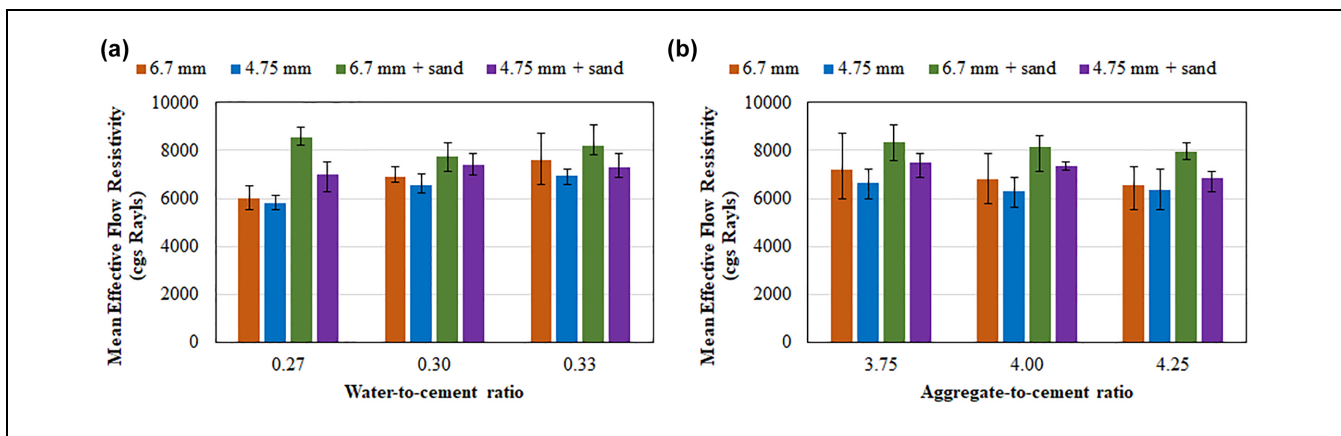 (a)
6.7 mm 4.75 mm 6.7 mm + sand 4.75 mm + sand
Mean Effective Flow Resistivity
(cgs Rayls)
10000
8000
6000
4000
2000
0
0.27 0.30 0.33
Water-to-cement ratio
(b)
6.7 mm 4.75 mm 6.7 mm + sand 4.75 mm + sand
Mean Effective Flow Resistivity
(cgs Rayls)
10000
8000
6000
4000
2000
0
3.75 4.00 4.25
Aggregate-to-cement ratio